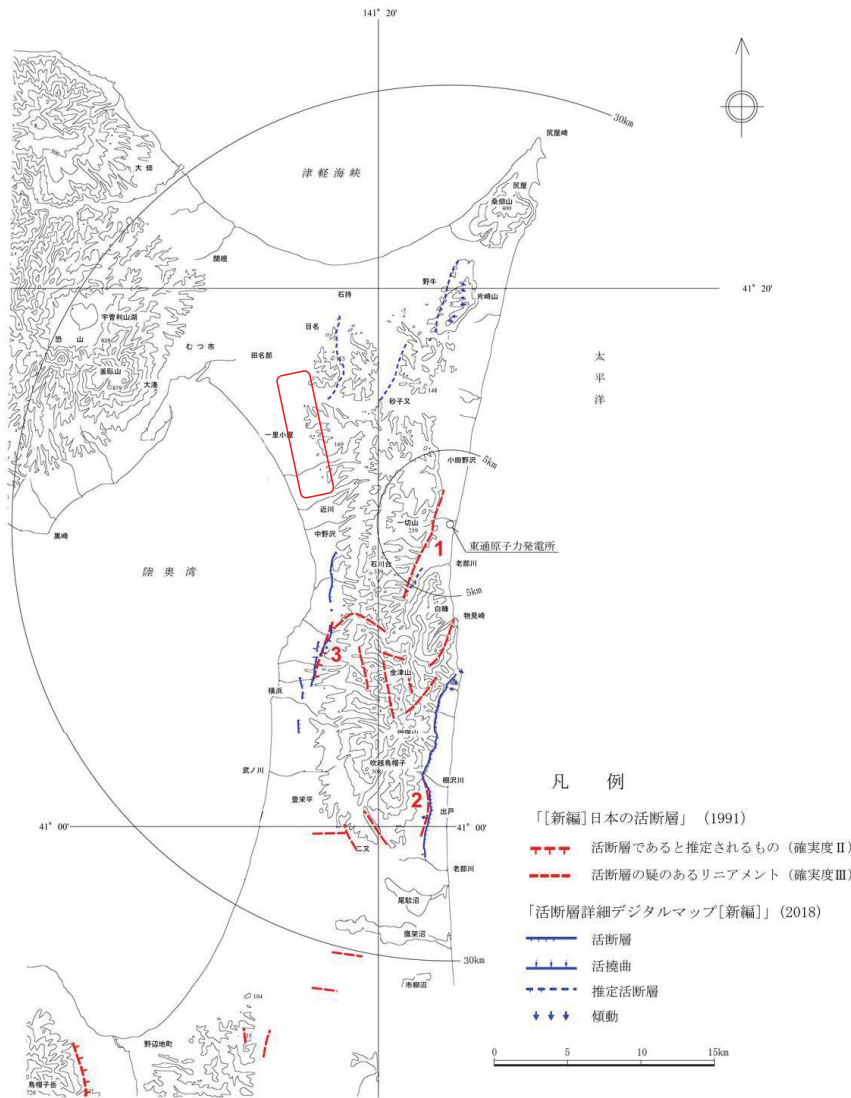 141° 20'
30km
尻屋崎
津軽海峡
大畑
尻屋
桑畑山
400
500
関根
野牛
石持
片崎山
41° 20'
宇曽利山湖
目名
恐山
828
むつ市
田名部
太平洋
釜臥山
879
大湊
砂子又
148
一里小屋
169
小田野沢
5km
近川
一切山
259
黒崎
中野沢
東通原子力発電所
1
陸奥湾
石川台
老部川
5km
白糠
物見崎
3
金津山
横浜
吹越烏帽子
508
武ノ川
棚沢川
豊栄平
2
出戸
41° 00'
41° 00'
二又
老部川
尾駮沼
鷹架沼
30km
市柳沼
104
野辺地町
烏帽子岳
720
凡 例
「[新編]日本の活断層」(1991)
活断層であると推定されるもの(確実度Ⅱ)
活断層の疑のあるリニアメント(確実度Ⅲ)
「活断層詳細デジタルマップ[新編]」(2018)
活断層
活撓曲
推定活断層
傾動
0 5 10 15km